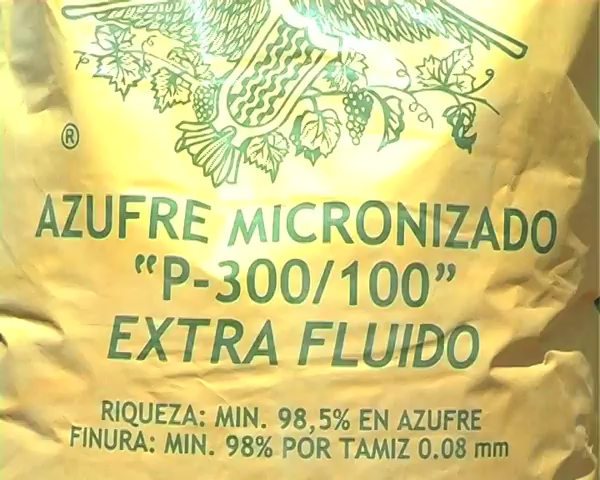 ®
AZUFRE MICRONIZADO
"P-300/100"
EXTRA FLUIDO
RIQUEZA: MIN. 98,5% EN AZUFRE
FINURA: MIN. 98% POR TAMIZ 0.08 mm